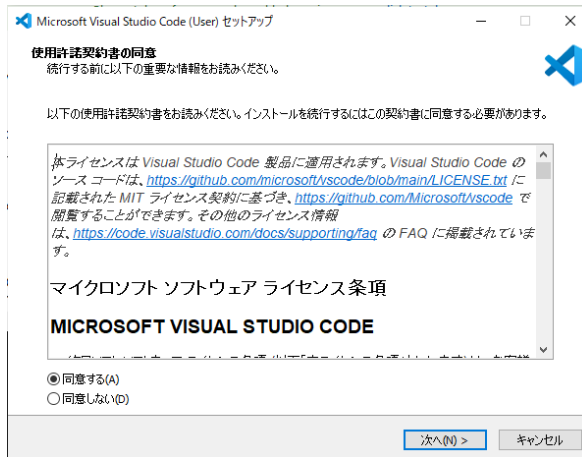 Microsoft Visual Studio Code (User) セットアップ
使用許諾契約書の同意
続行する前に以下の重要な情報をお読みください。
以下の使用許諾契約書をお読みください。インストールを続行するにはこの契約書に同意する必要があります。
本ライセンスは Visual Studio Code 製品に適用されます。Visual Studio Code の
ソース コードは、https://github.com/microsoft/vscode/blob/main/LICENSE.txt に
記載された MIT ライセンス契約に基づき、https://github.com/Microsoft/vscode で
閲覧することができます。その他のライセンス情報
は、https://code.visualstudio.com/docs/supporting/faq の FAQ に掲載されていま
す。
マイクロソフト ソフトウェア ライセンス条項
MICROSOFT VISUAL STUDIO CODE
同意する(A)
同意しない(D)
次へ(N) >
キャンセル